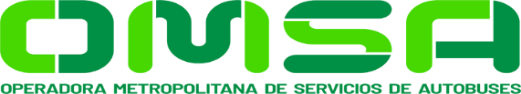 OMSA
OPERADORA METROPOLITANA DE SERVICIOS DE AUTOBUSES